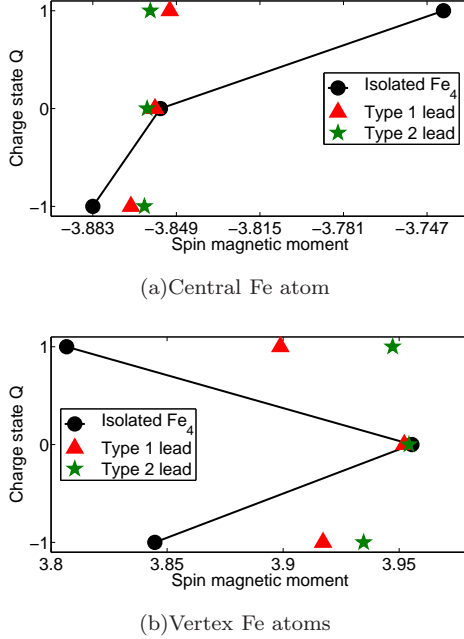 1
0
−1
Charge state Q
Isolated Fe4
Type 1 lead
Type 2 lead
−3.883 −3.849 −3.815 −3.781 −3.747
Spin magnetic moment
(a)Central Fe atom
1
0
−1
Charge state Q
Isolated Fe4
Type 1 lead
Type 2 lead
3.8 3.85 3.9 3.95
Spin magnetic moment
(b)Vertex Fe atoms